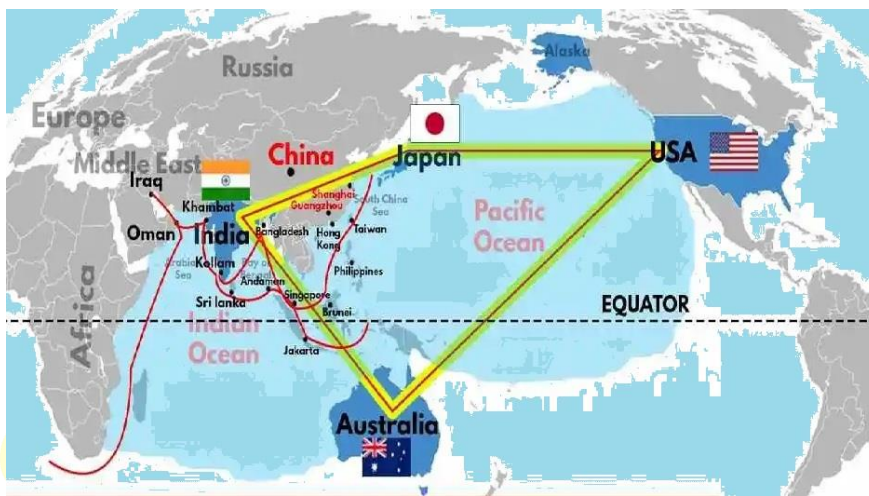 Alaska
Russia
Europe
Middle East
China
Japan
USA
Iraq
Khambat
Shanghai
Guangzhou
South China
Sea
Oman
India
Bangladesh
Hong
Kong
Taiwan
Pacific
Ocean
Arabia
Sea
Kollam
Bay of
Bengal
Andaman
Philippines
Africa
Sri lanka
Singapore
Brunei
EQUATOR
Indian
Ocean
Jakarta
Australia